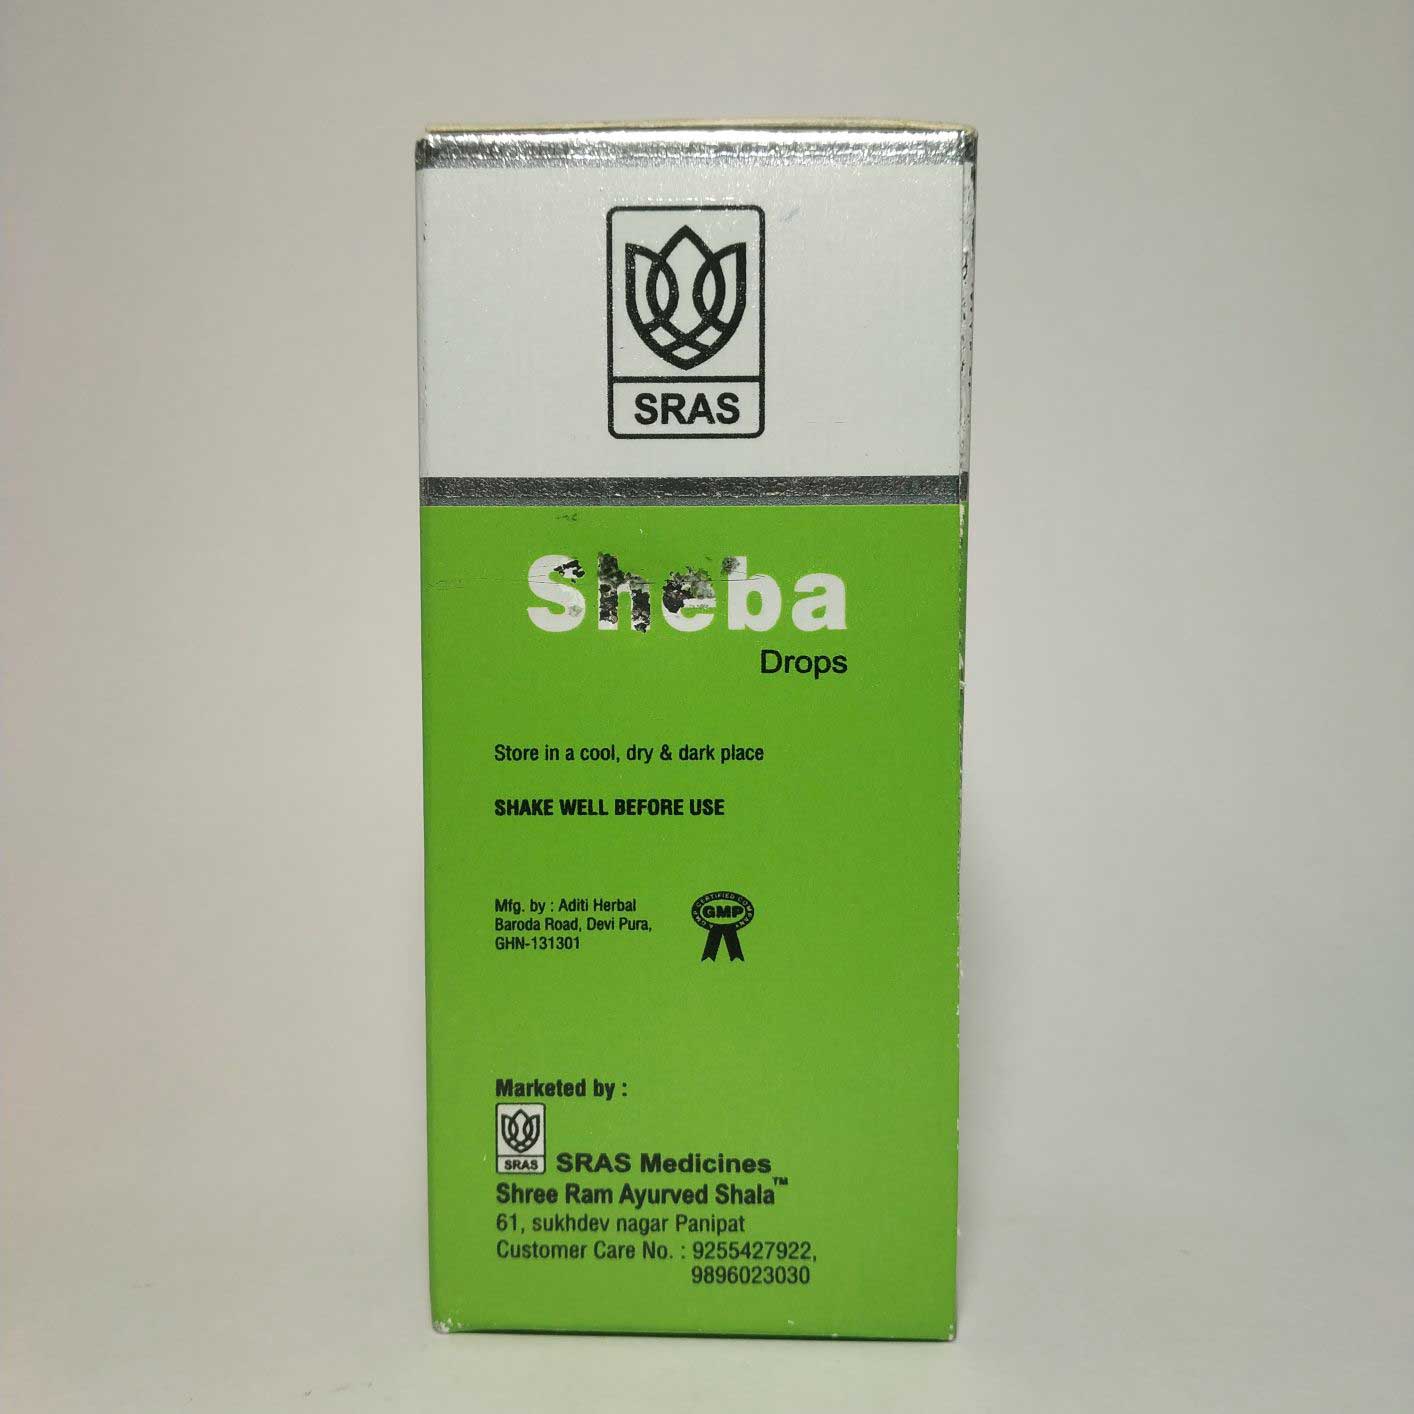 SRAS
Sheba
Drops
Store in a cool, dry & dark place
SHAKE WELL BEFORE USE
Mfg. by : Aditi Herbal
Baroda Road, Devi Pura,
GHN-131301
CERTIFIED COMPANY
GMP
Marketed by :
SRAS
SRAS Medicines
Shree Ram Ayurved Shala™
61, sukhdev nagar Panipat
Customer Care No. : 9255427922,
9896023030